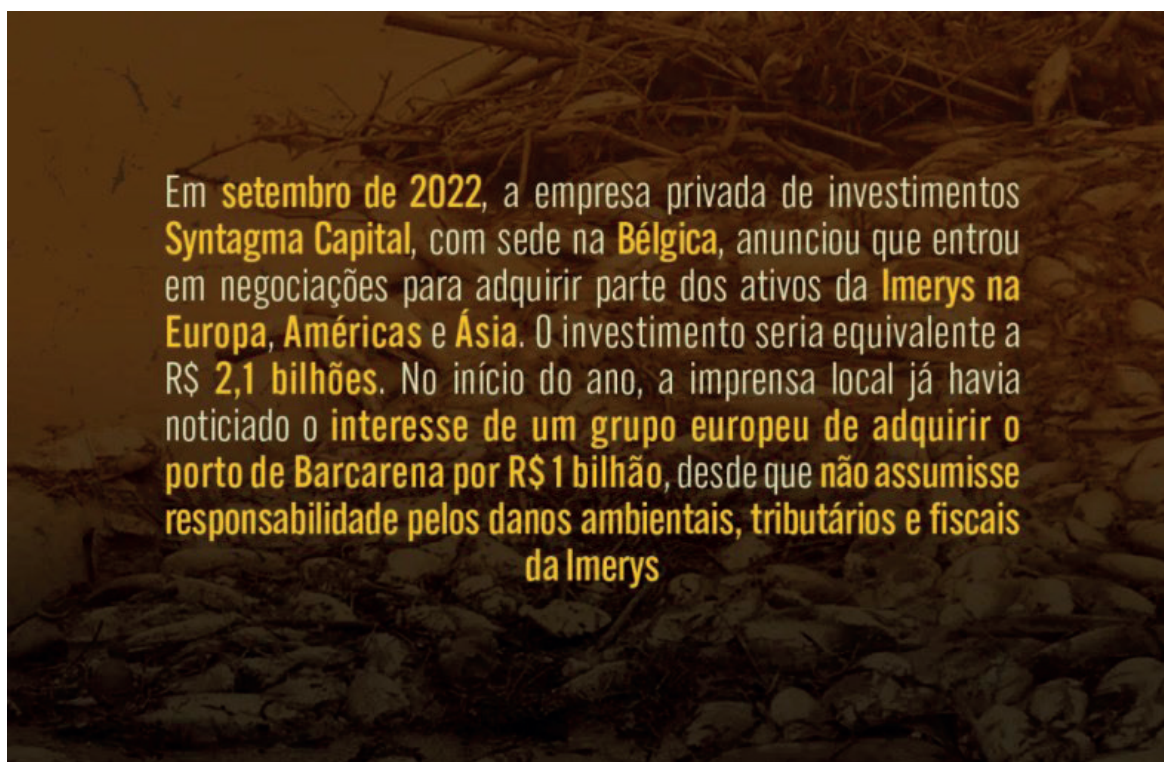 Em setembro de 2022, a empresa privada de investimentos
Syntagma Capital, com sede na Bélgica, anunciou que entrou
em negociações para adquirir parte dos ativos da Imerys na
Europa, Américas e Ásia. O investimento seria equivalente a
R$ 2,1 bilhões. No início do ano, a imprensa local já havia
noticiado o interesse de um grupo europeu de adquirir o
porto de Barcarena por R$ 1 bilhão, desde que não assumisse
responsabilidade pelos danos ambientais, tributários e fiscais
da Imerys